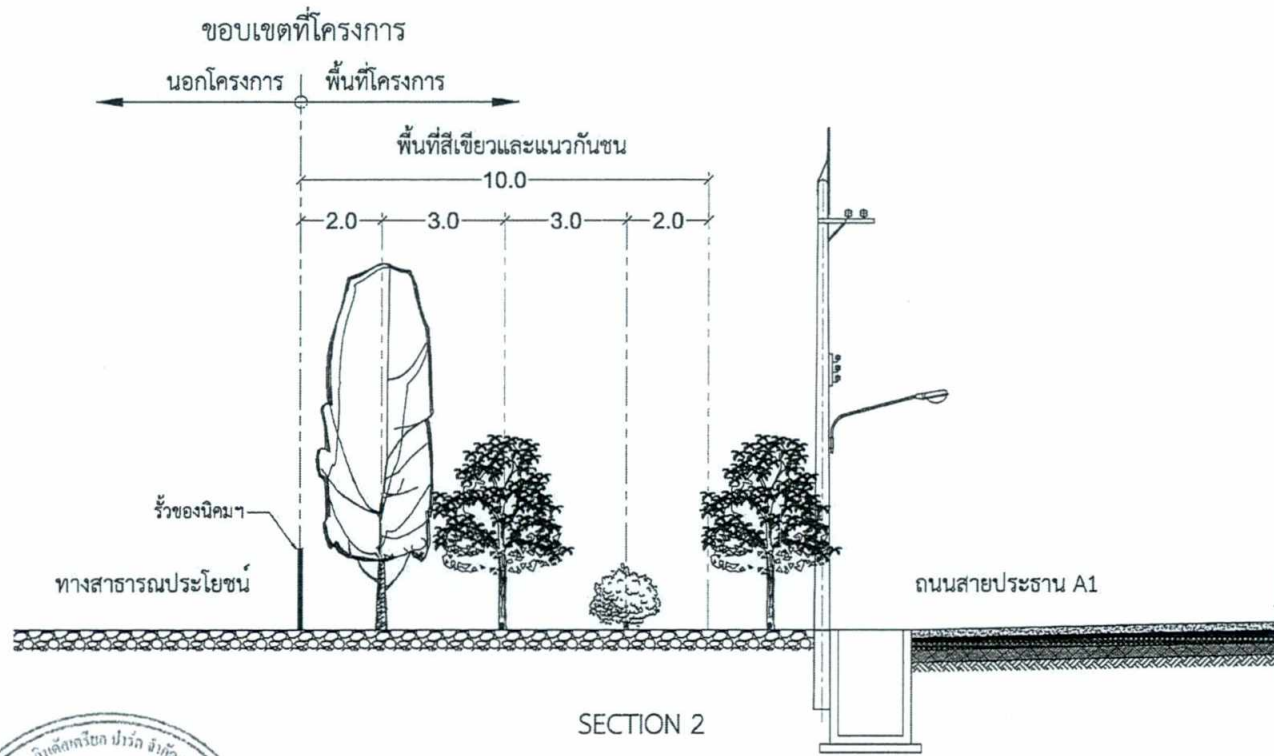 ขอบเขตที่โครงการ
นอกโครงการ พื้นที่โครงการ
พื้นที่สีเขียวและแนวกันชน
10.0
2.0 3.0 3.0 2.0
รั้วของนิคมฯ
ทางสาธารณประโยชน์ ถนนสายประธาน A1
SECTION 2